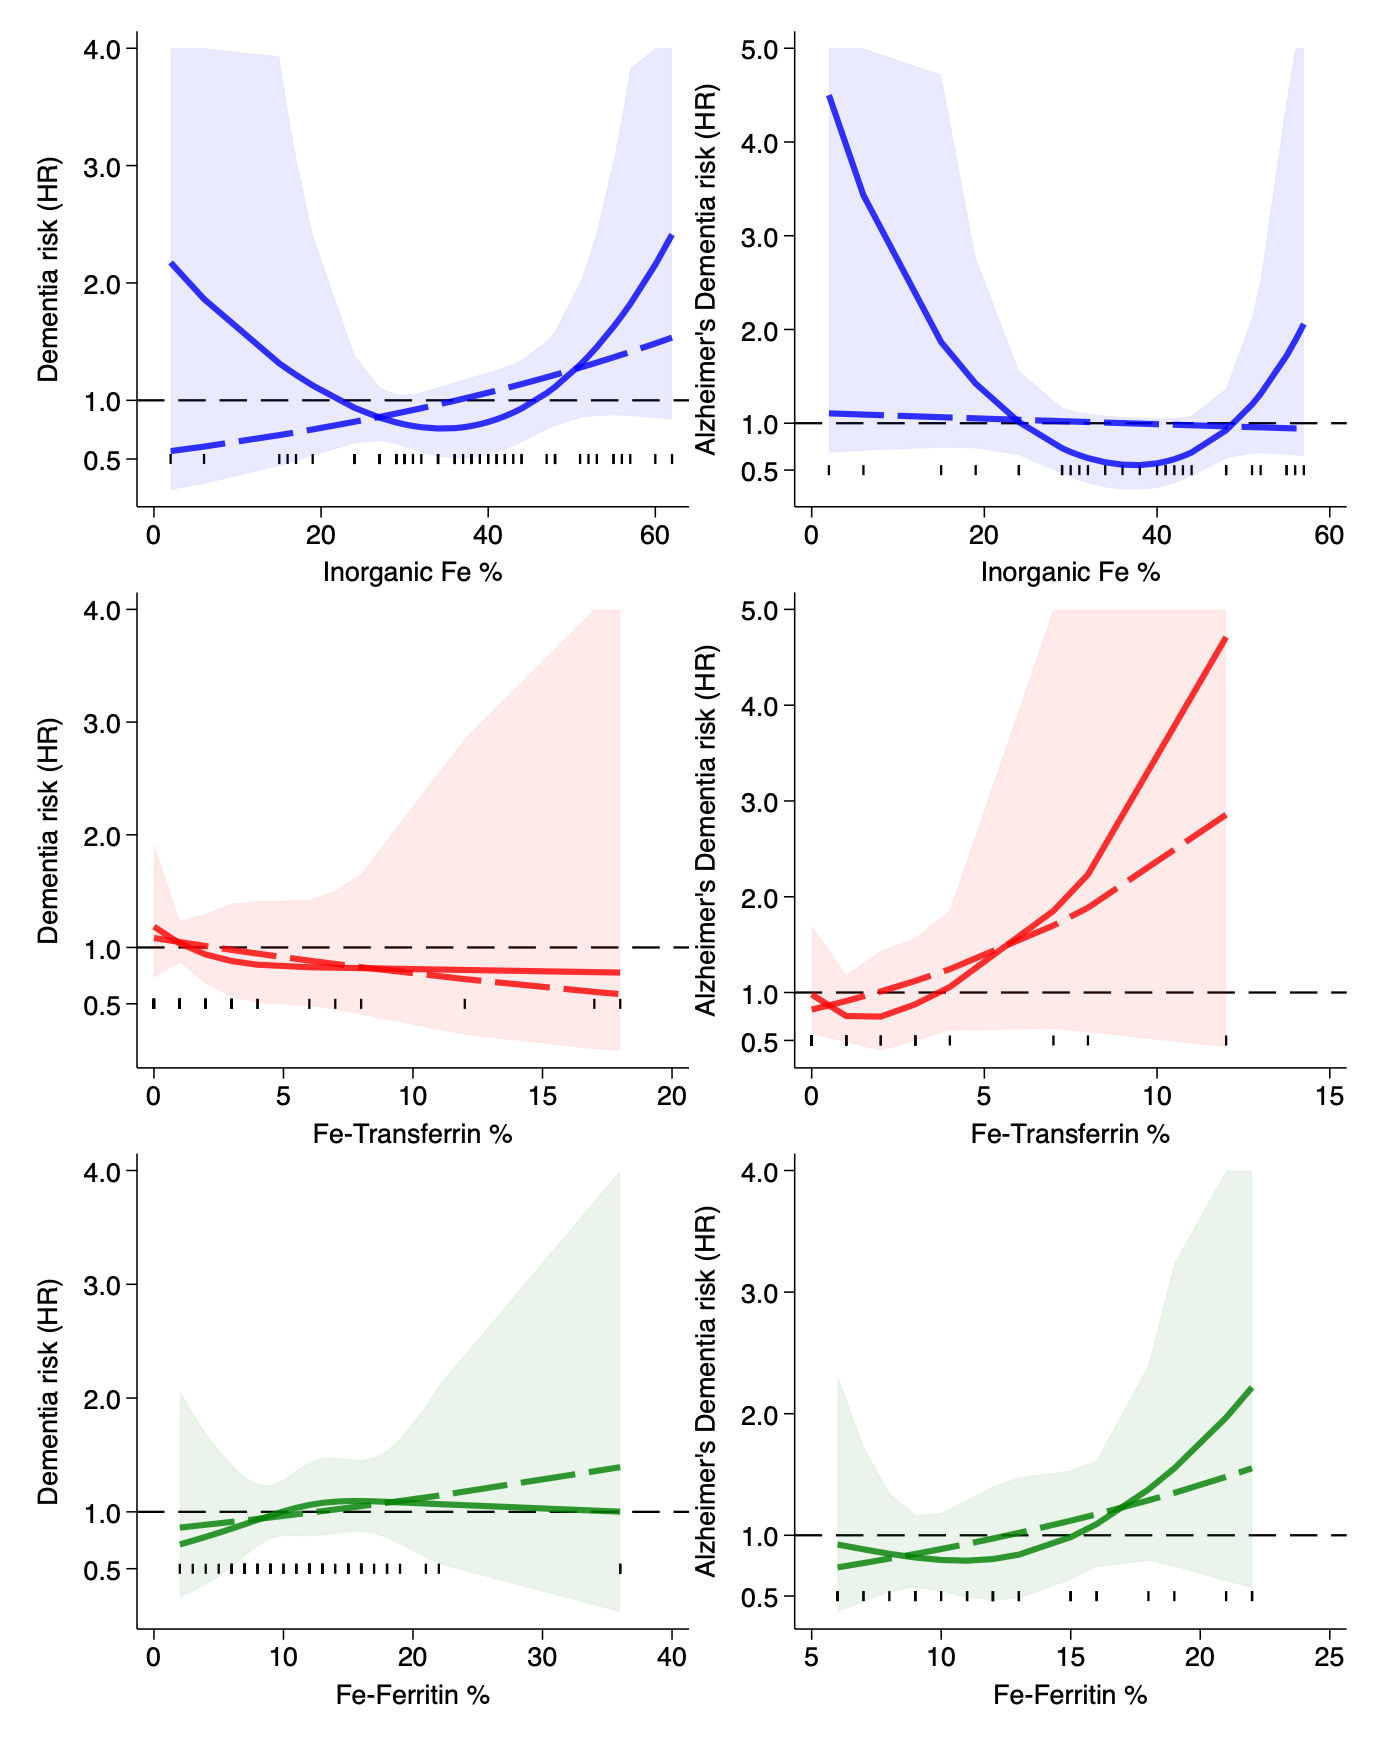 Dementia risk (HR)
4.0
3.0
2.0
1.0
0.5
0 20 40 60
Inorganic Fe %
Alzheimer's Dementia risk (HR)
5.0
4.0
3.0
2.0
1.0
0.5
0 20 40 60
Inorganic Fe %
Dementia risk (HR)
4.0
3.0
2.0
1.0
0.5
0 5 10 15 20
Fe-Transferrin %
Alzheimer's Dementia risk (HR)
5.0
4.0
3.0
2.0
1.0
0.5
0 5 10 15
Fe-Transferrin %
Dementia risk (HR)
4.0
3.0
2.0
1.0
0.5
0 10 20 30 40
Fe-Ferritin %
Alzheimer's Dementia risk (HR)
4.0
3.0
2.0
1.0
0.5
5 10 15 20 25
Fe-Ferritin %